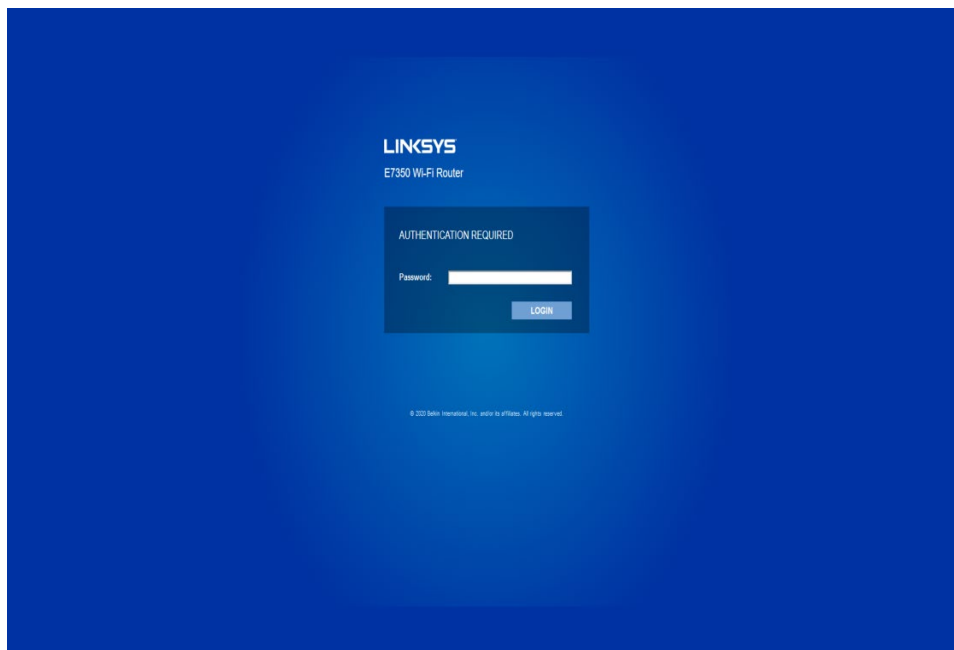 LINKSYS
E7350 Wi-Fi Router
AUTHENTICATION REQUIRED
Password:
LOGIN
© 2020 Belkin International, Inc. and/or its affiliates. All rights reserved.